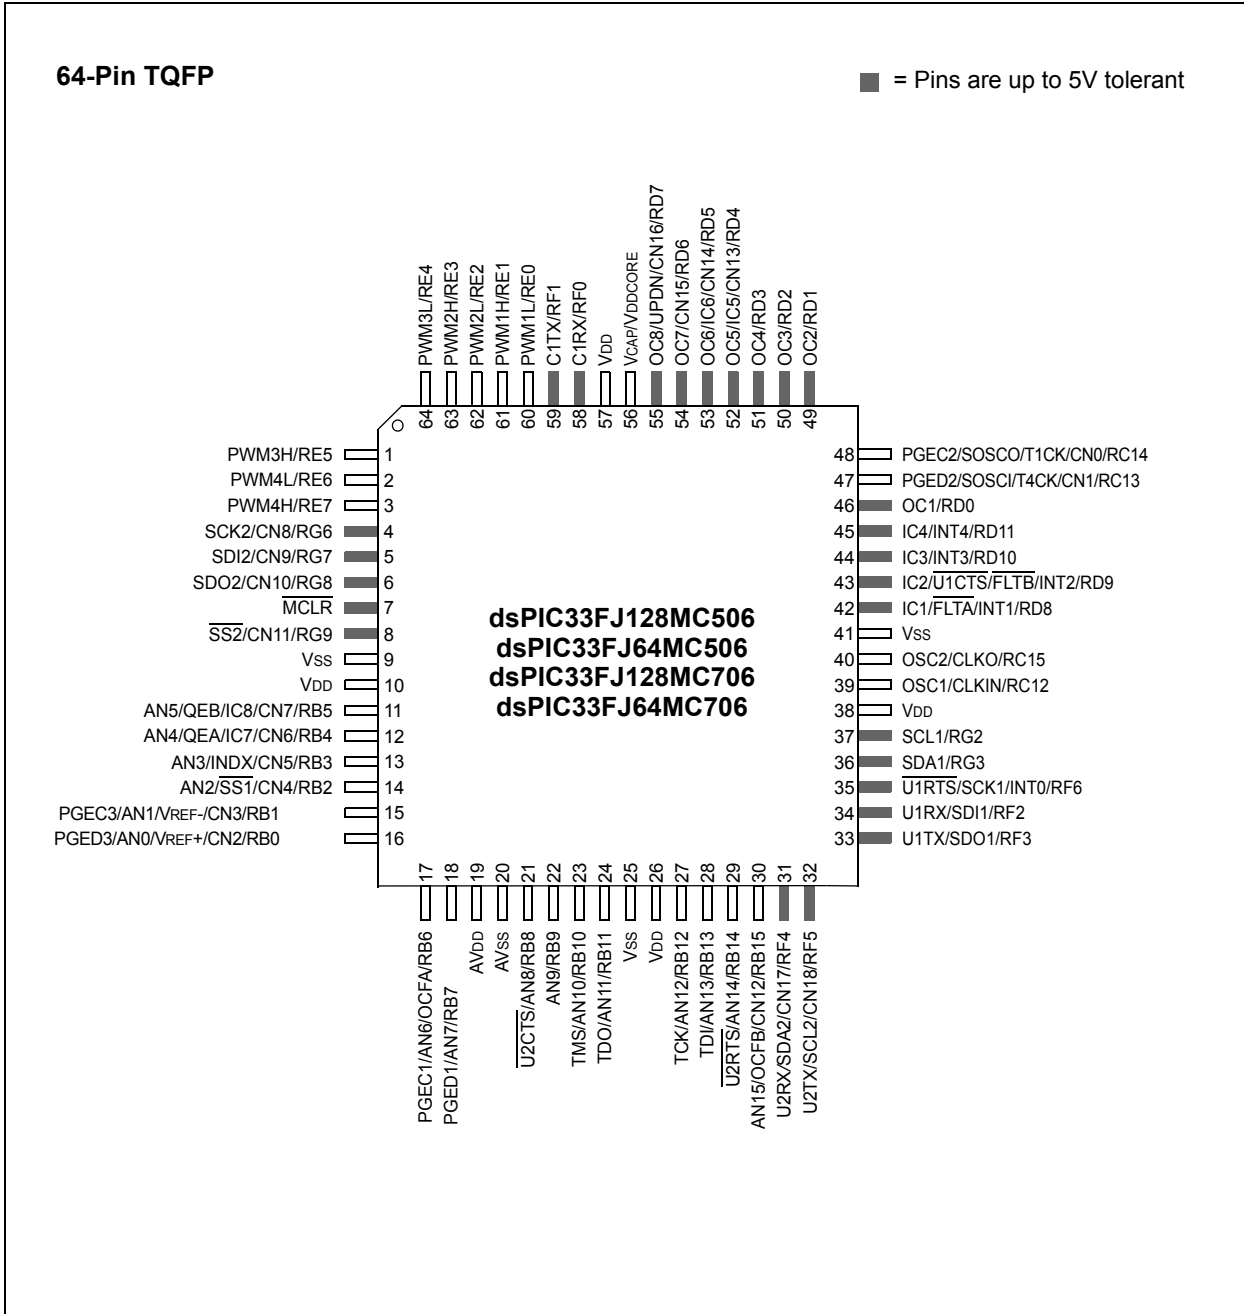 64-Pin TQFP
= Pins are up to 5V tolerant
PWM3L/RE4
PWM2H/RE3
PWM2L/RE2
PWM1H/RE1
PWM1L/RE0
C1TX/RF1
C1RX/RF0
VDD
VCAP/VDDCORE
OC8/UPDN/CN16/RD7
OC7/CN15/RD6
OC6/IC6/CN14/RD5
OC5/IC5/CN13/RD4
OC4/RD3
OC3/RD2
OC2/RD1
64
63
62
61
60
59
58
57
56
55
54
53
52
51
50
49
PWM3H/RE5 1
PWM4L/RE6 2
PWM4H/RE7 3
SCK2/CN8/RG6 4
SDI2/CN9/RG7 5
SDO2/CN10/RG8 6
MCLR 7
SS2/CN11/RG9 8
VSS 9
VDD 10
AN5/QEB/IC8/CN7/RB5 11
AN4/QEA/IC7/CN6/RB4 12
AN3/INDX/CN5/RB3 13
AN2/SS1/CN4/RB2 14
PGEC3/AN1/VREF-/CN3/RB1 15
PGED3/AN0/VREF+/CN2/RB0 16
dsPIC33FJ128MC506
dsPIC33FJ64MC506
dsPIC33FJ128MC706
dsPIC33FJ64MC706
48 PGEC2/SOSCO/T1CK/CN0/RC14
47 PGED2/SOSCI/T4CK/CN1/RC13
46 OC1/RD0
45 IC4/INT4/RD11
44 IC3/INT3/RD10
43 IC2/U1CTS/FLTB/INT2/RD9
42 IC1/FLTA/INT1/RD8
41 VSS
40 OSC2/CLKO/RC15
39 OSC1/CLKIN/RC12
38 VDD
37 SCL1/RG2
36 SDA1/RG3
35 U1RTS/SCK1/INT0/RF6
34 U1RX/SDI1/RF2
33 U1TX/SDO1/RF3
17
18
19
20
21
22
23
24
25
26
27
28
29
30
31
32
PGEC1/AN6/OCFA/RB6
PGED1/AN7/RB7
AVDD
AVSS
U2CTS/AN8/RB8
AN9/RB9
TMS/AN10/RB10
TDO/AN11/RB11
VSS
VDD
TCK/AN12/RB12
TDI/AN13/RB13
U2RTS/AN14/RB14
AN15/OCFB/CN12/RB15
U2RX/SDA2/CN17/RF4
U2TX/SCL2/CN18/RF5